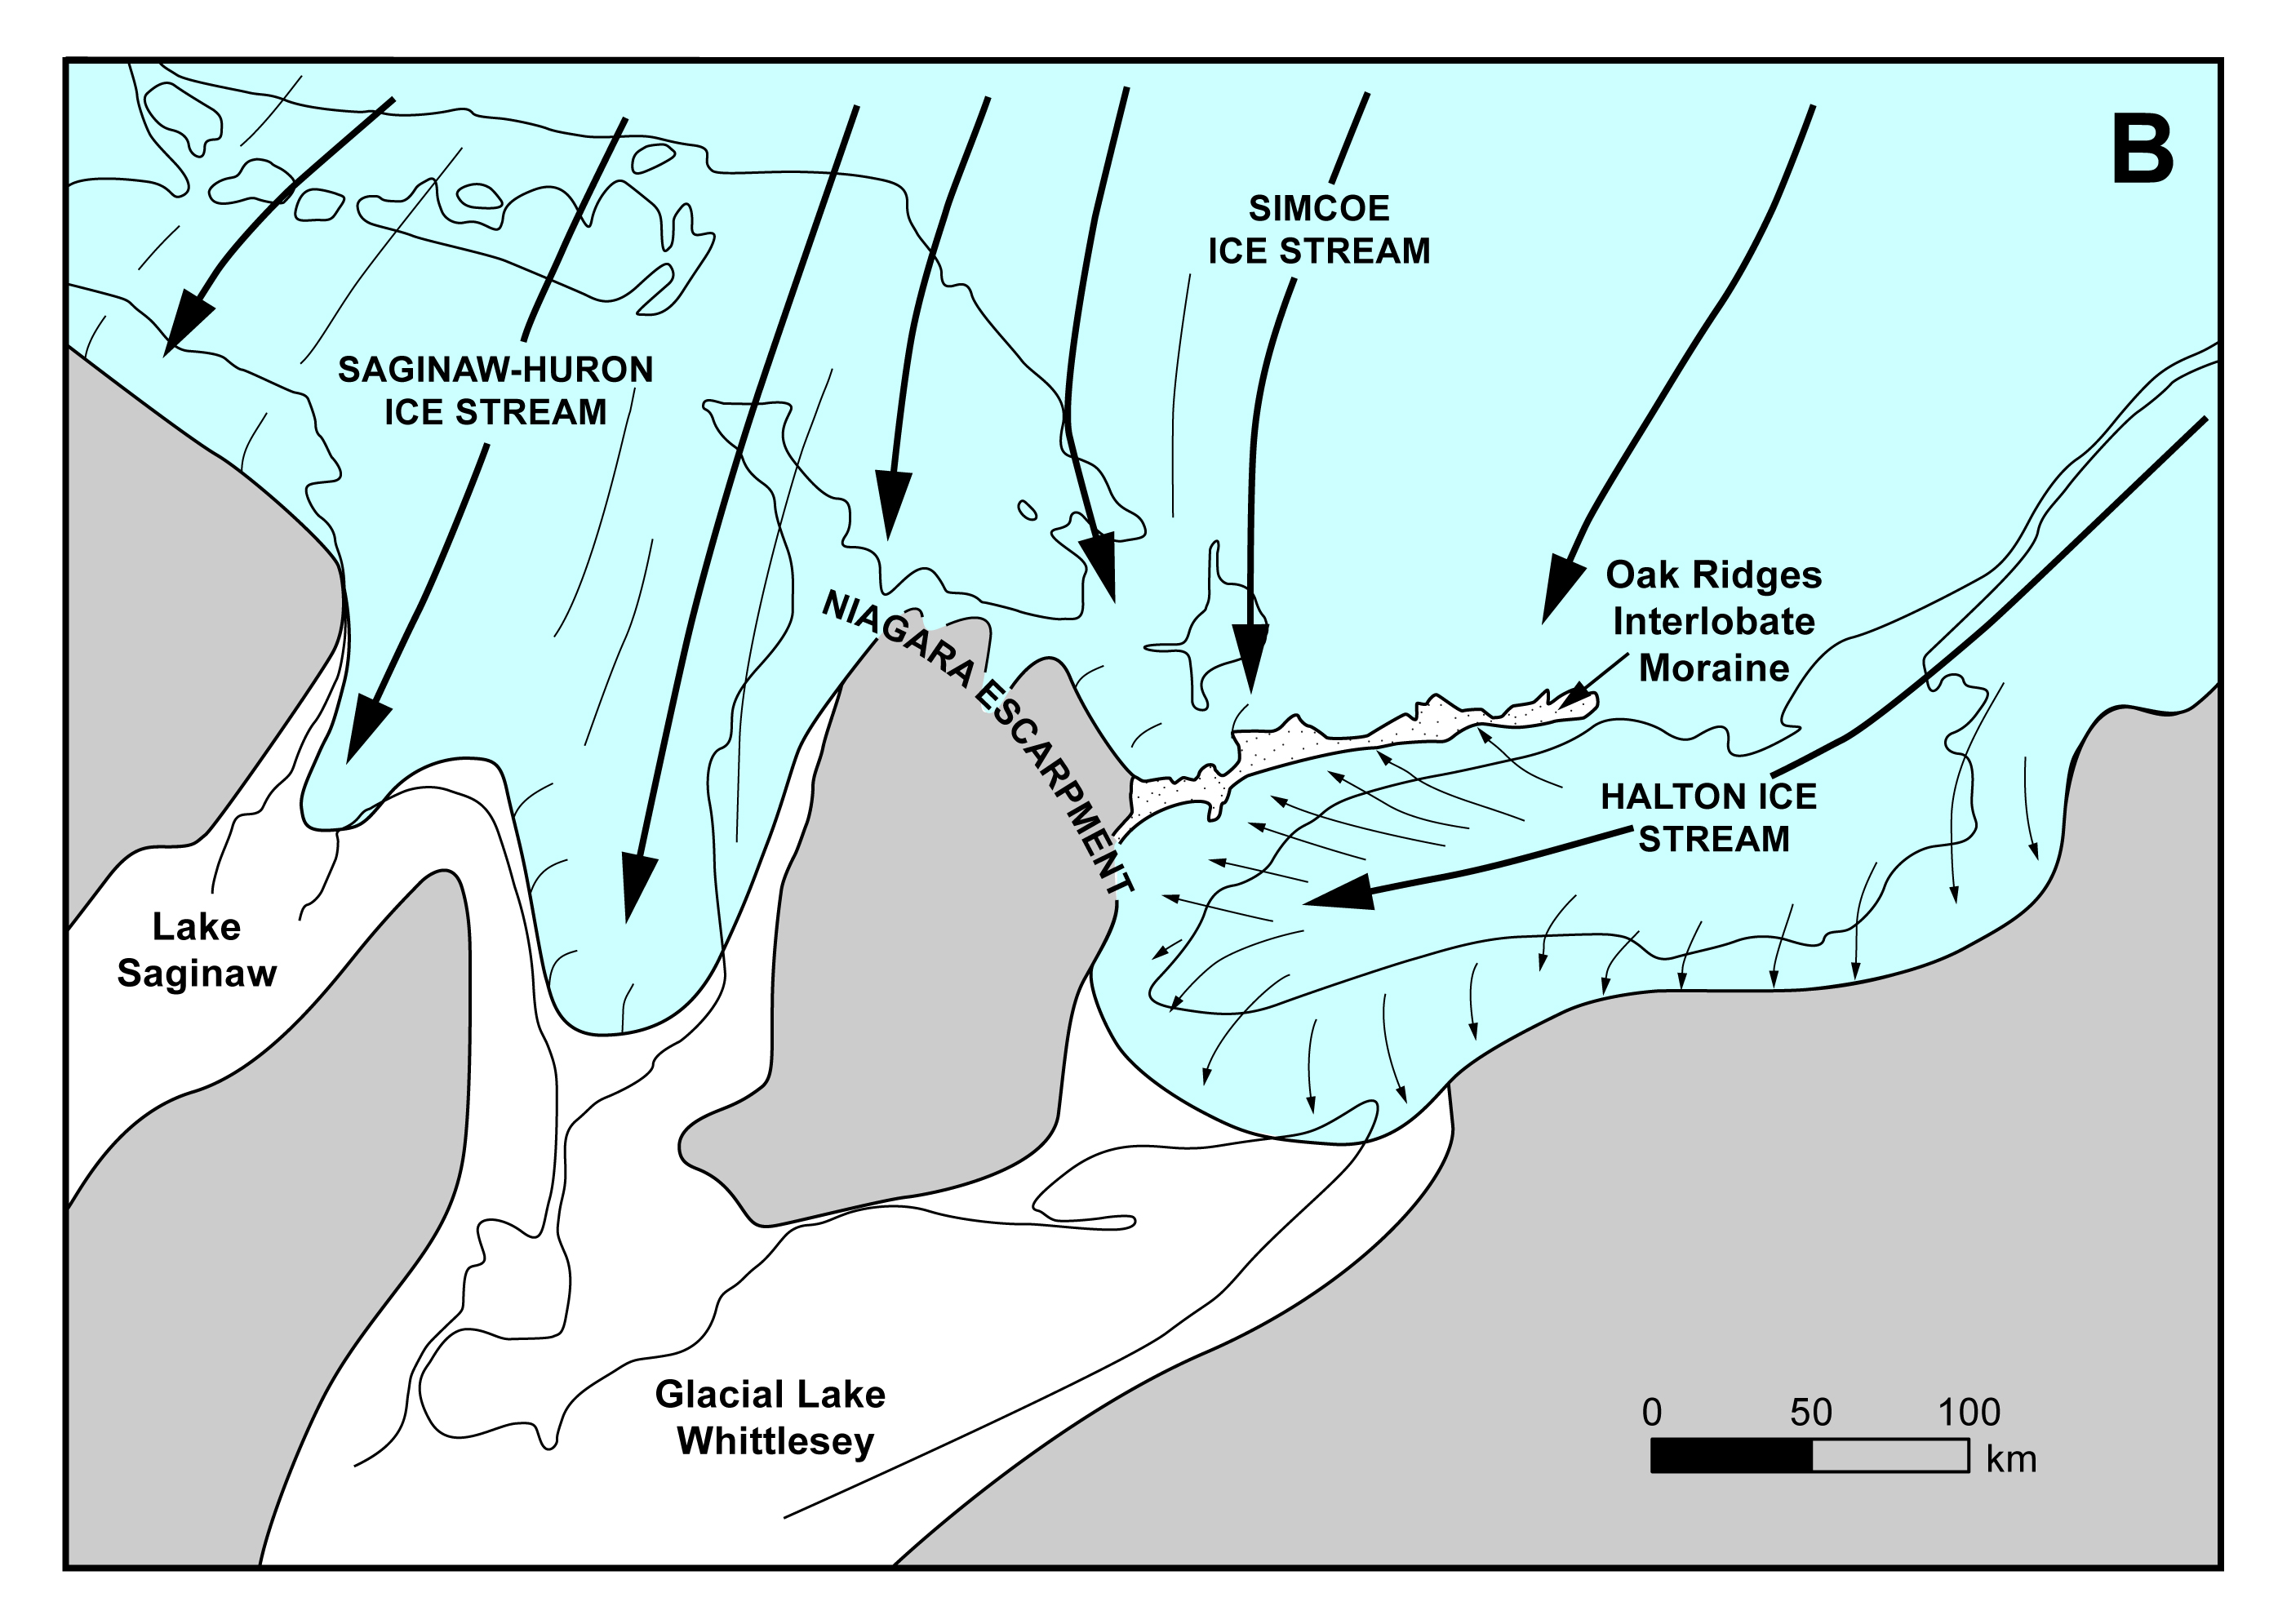 B
SIMCOE
ICE STREAM
SAGINAW-HURON
ICE STREAM
Oak Ridges
Interlobate
Moraine
NIAGARA ESCARPMENT
HALTON ICE
STREAM
Lake
Saginaw
Glacial Lake
Whittlesey
0 50 100
km